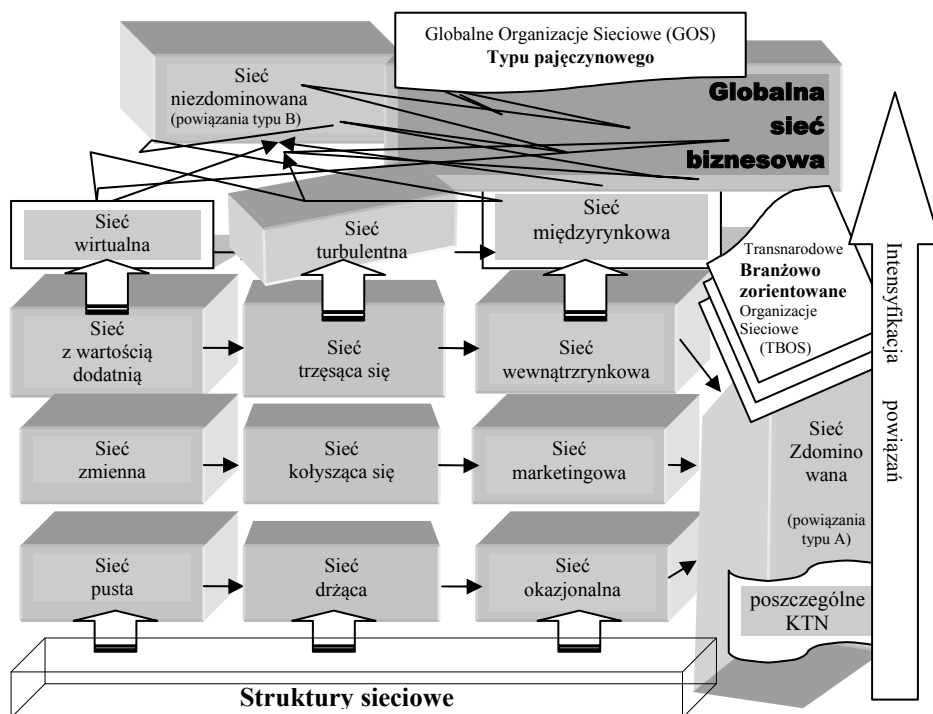 Globalne Organizacje Sieciowe (GOS)
Typu pajęczynowego
Sieć
niezdominowana
(powiązania typu B)
Globalna
sieć
biznesowa
Sieć
wirtualna
Sieć
turbulentna
Sieć
międzyrynkowa
Transnarodowe
Branżowo
zorientowane
Organizacje
Sieciowe
(TBOS)
Intensyfikacja powiązań
Sieć
z wartością
dodatnią
Sieć
trzęsąca się
Sieć
wewnątrzrynkowa
Sieć
zmienna
Sieć
kołysząca się
Sieć
marketingowa
Sieć
Zdomino
wana
(powiązania
typu A)
Sieć
pusta
Sieć
drżąca
Sieć
okazjonalna
poszczególne
KTN
Struktury sieciowe